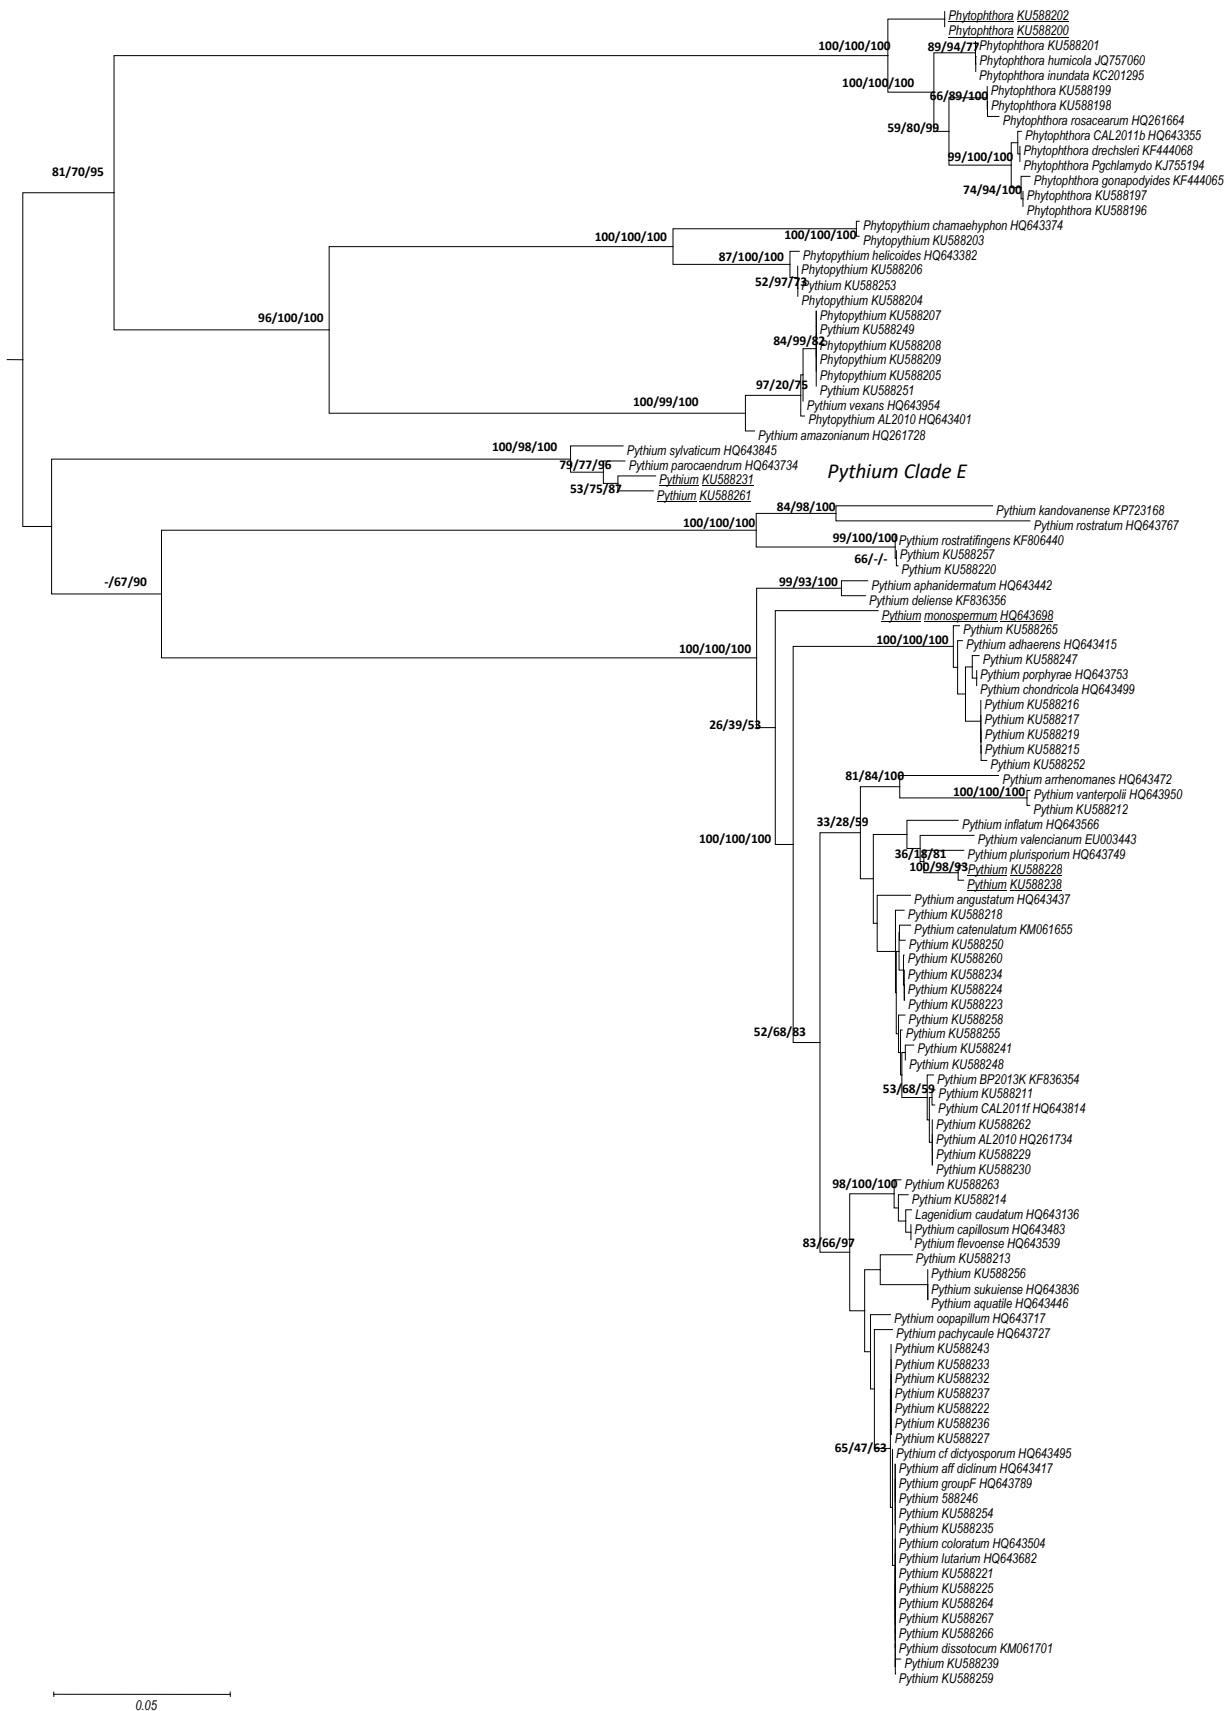 Phytophthora KU588202
Phytophthora KU588200
100/100/100
89/94/77
Phytophthora KU588201
Phytophthora humicola JQ757060
Phytophthora inundata KC201295
100/100/100
Phytophthora KU588199
66/89/100
Phytophthora KU588198
Phytophthora rosacearum HQ261664
59/80/99
Phytophthora CAL2011b HQ643355
Phytophthora drechsleri KF444068
99/100/100
Phytophthora Pgchlamydo KJ755194
81/70/95
Phytophthora gonapodyides KF444065
74/94/100
Phytophthora KU588197
Phytophthora KU588196
Phytopythium chamaehyphon HQ643374
100/100/100
100/100/100
Phytopythium KU588203
87/100/100
Phytopythium helicoides HQ643382
Phytopythium KU588206
52/97/73
Pythium KU588253
Phytopythium KU588204
96/100/100
Phytopythium KU588207
Pythium KU588249
84/99/82
Phytopythium KU588208
Phytopythium KU588209
Phytopythium KU588205
97/20/75
Pythium KU588251
100/99/100
Pythium vexans HQ643954
Phytopythium AL2010 HQ643401
Pythium amazonianum HQ261728
100/98/100
Pythium sylvaticum HQ643845
79/77/96
Pythium parocaendrum HQ643734
Pythium Clade E
Pythium KU588231
53/75/87
Pythium KU588261
84/98/100
Pythium kandovanense KP723168
100/100/100
Pythium rostratum HQ643767
99/100/100
Pythium rostratifingens KF806440
66/-/-
Pythium KU588257
Pythium KU588220
-/67/90
99/93/100
Pythium aphanidermatum HQ643442
Pythium deliense KF836356
Pythium monospermum HQ643698
Pythium KU588265
100/100/100
100/100/100
Pythium adhaerens HQ643415
Pythium KU588247
Pythium porphyrae HQ643753
Pythium chondricola HQ643499
Pythium KU588216
26/39/53
Pythium KU588217
Pythium KU588219
Pythium KU588215
Pythium KU588252
81/84/100
Pythium arrhenomanes HQ643472
100/100/100
Pythium vanterpolii HQ643950
Pythium KU588212
33/28/59
Pythium inflatum HQ643566
100/100/100
Pythium valencianum EU003443
36/18/81
Pythium plurisporium HQ643749
100/98/93
Pythium KU588228
Pythium KU588238
Pythium angustatum HQ643437
Pythium KU588218
Pythium catenulatum KM061655
Pythium KU588250
Pythium KU588260
Pythium KU588234
Pythium KU588224
Pythium KU588223
Pythium KU588258
52/68/83
Pythium KU588255
Pythium KU588241
Pythium KU588248
Pythium BP2013K KF836354
53/68/59
Pythium KU588211
Pythium CAL2011f HQ643814
Pythium KU588262
Pythium AL2010 HQ261734
Pythium KU588229
Pythium KU588230
98/100/100
Pythium KU588263
Pythium KU588214
Lagenidium caudatum HQ643136
Pythium capillosum HQ643483
83/66/97
Pythium flevoense HQ643539
Pythium KU588213
Pythium KU588256
Pythium sukuiense HQ643836
Pythium aquatile HQ643446
Pythium oopapillum HQ643717
Pythium pachycaule HQ643727
Pythium KU588243
Pythium KU588233
Pythium KU588232
Pythium KU588237
Pythium KU588222
Pythium KU588236
Pythium KU588227
65/47/63
Pythium cf dictyosporum HQ643495
Pythium aff diclinum HQ643417
Pythium groupF HQ643789
Pythium 588246
Pythium KU588254
Pythium KU588235
Pythium coloratum HQ643504
Pythium lutarium HQ643682
Pythium KU588221
Pythium KU588225
Pythium KU588264
Pythium KU588267
Pythium KU588266
Pythium dissotocum KM061701
Pythium KU588239
Pythium KU588259
0.05